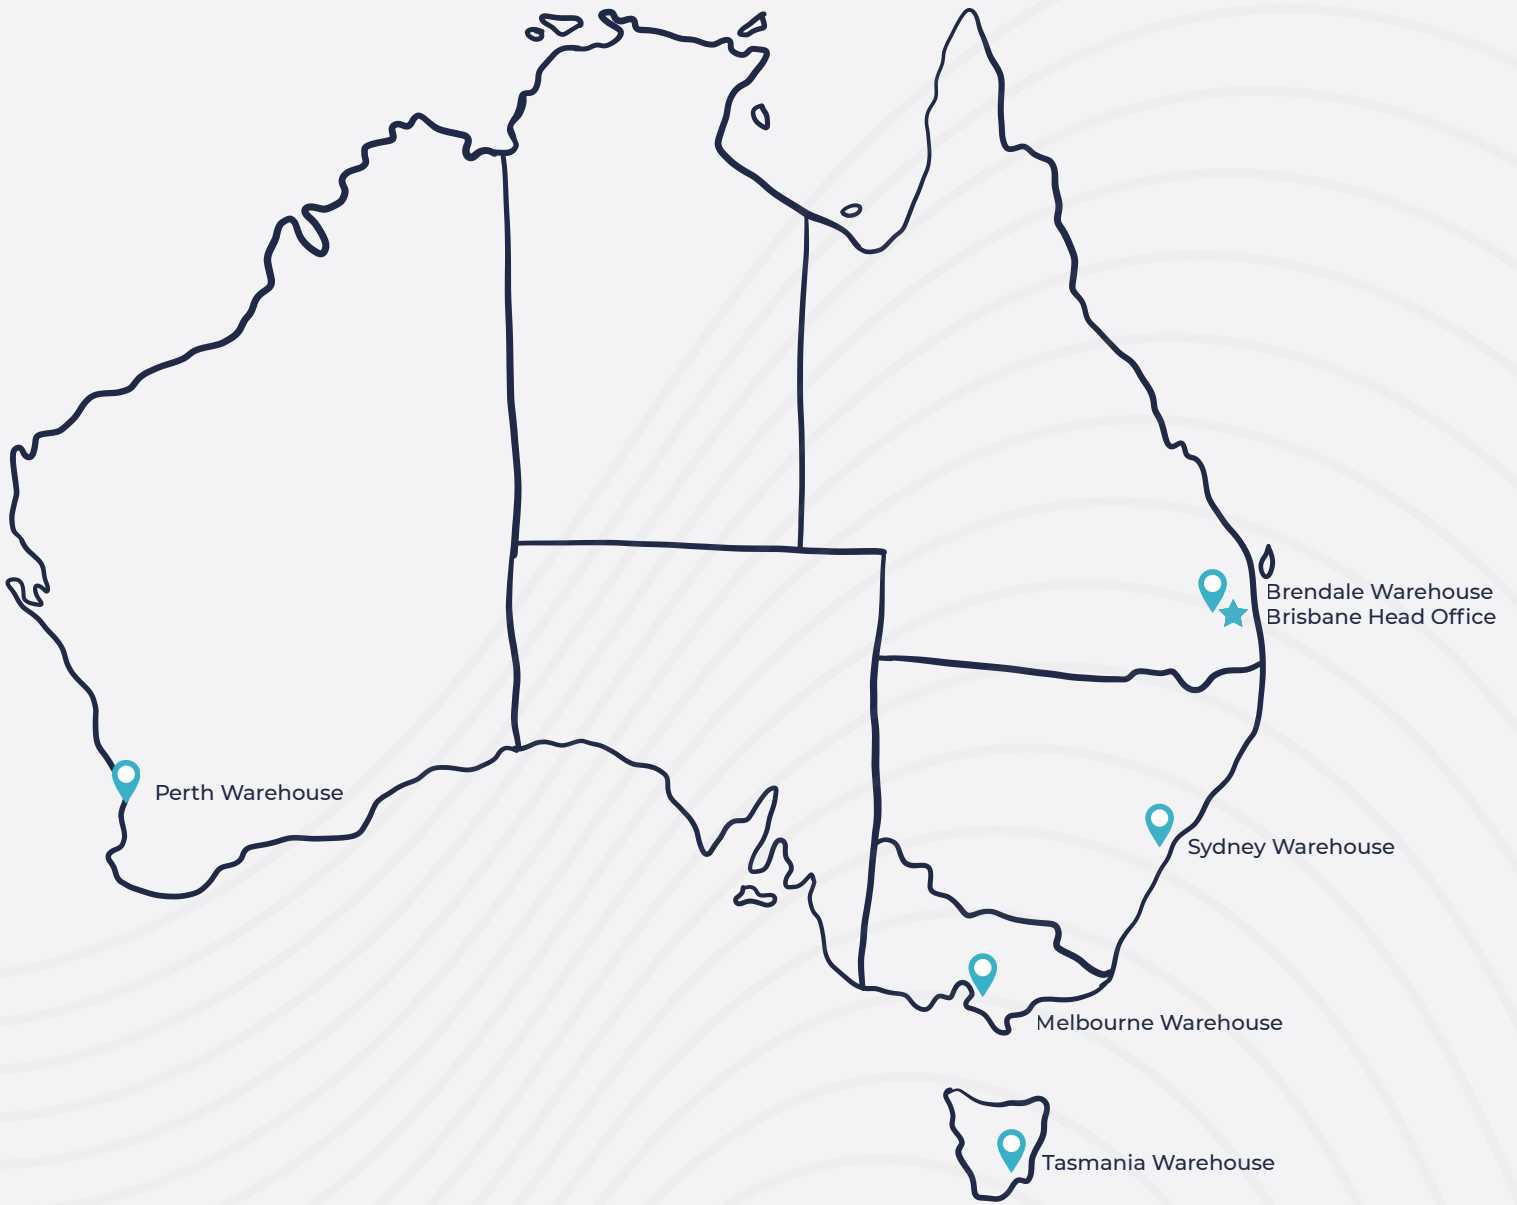 Brendale Warehouse
Brisbane Head Office
Perth Warehouse
Sydney Warehouse
Melbourne Warehouse
Tasmania Warehouse